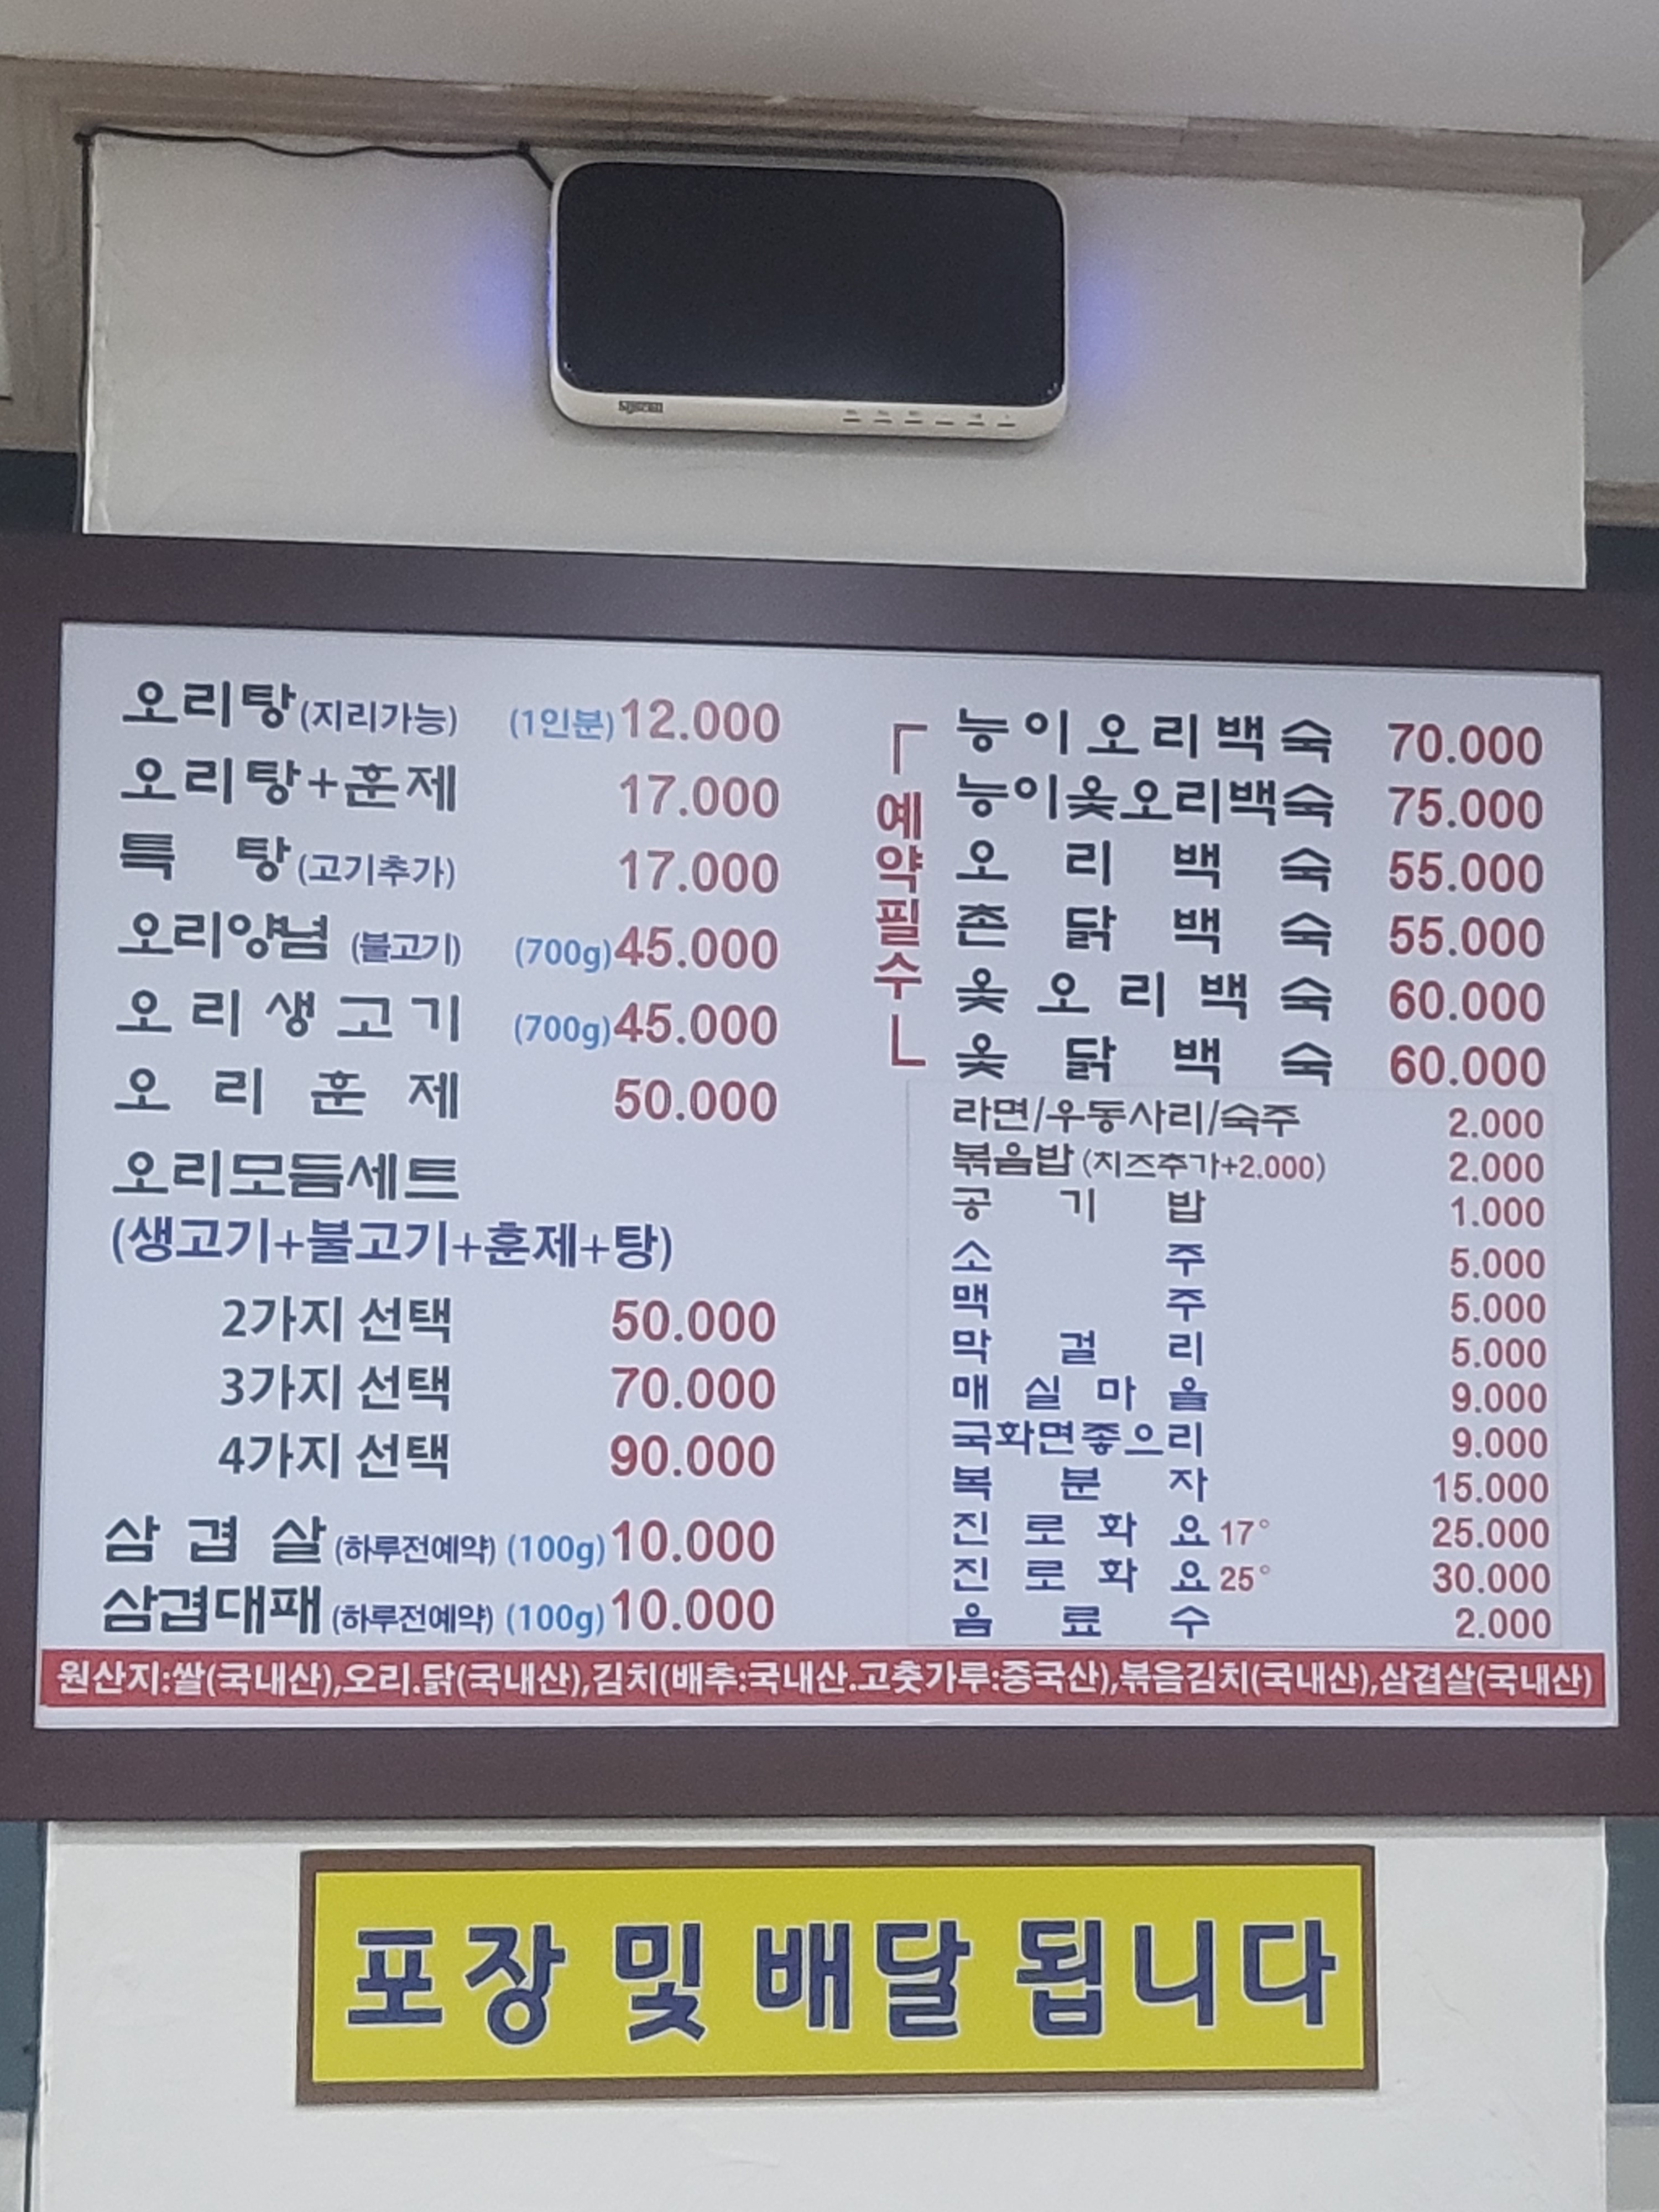 오리탕(지리가능) (1인분)12.000
오리탕+훈제 17.000
특 탕(고기추가) 17.000
오리양념 (불고기) (700g)45.000
오리생고기 (700g)45.000
오리훈제 50.000
오리모듬세트
(생고기+불고기+훈제+탕)
2가지 선택 50.000
3가지 선택 70.000
4가지 선택 90.000
삼겹살(하루전예약) (100g)10.000
삼겹대패(하루전예약) (100g)10.000
예약필수
능이오리백숙 70.000
능이옻오리백숙 75.000
오리백숙 55.000
촌닭백숙 55.000
옻오리백숙 60.000
옻닭백숙 60.000
라면/우동사리/숙주 2.000
볶음밥(치즈추가+2.000) 2.000
공기밥 1.000
소주 5.000
맥주 5.000
막걸리 5.000
매실마을 9.000
국화면좋으리 9.000
복분자 15.000
진로화요17° 25.000
진로화요25° 30.000
음료수 2.000
원산지:쌀(국내산),오리.닭(국내산),김치(배추:국내산.고춧가루:중국산),볶음김치(국내산),삼겹살(국내산)
포장 및 배달 됩니다